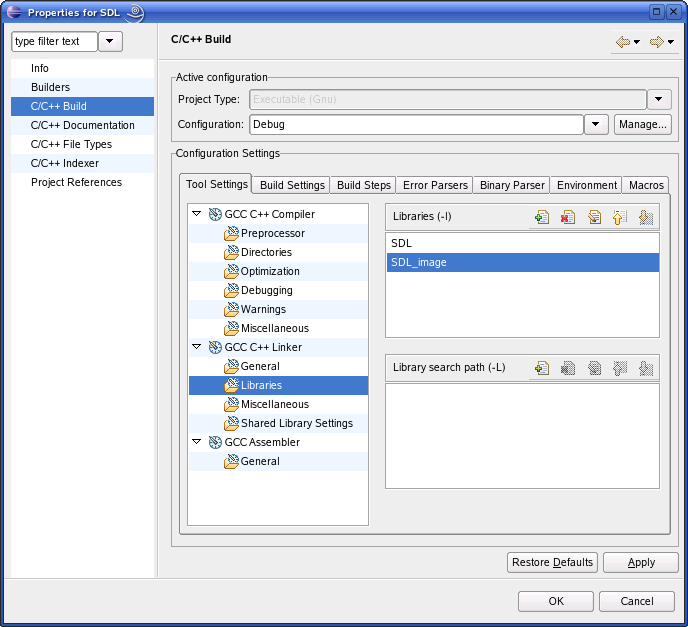 Properties for SDL
type filter text
C/C++ Build
Info
Builders
C/C++ Build
C/C++ Documentation
C/C++ File Types
C/C++ Indexer
Project References
Active configuration
Project Type: Executable (Gnu)
Configuration: Debug Manage...
Configuration Settings
Tool Settings Build Settings Build Steps Error Parsers Binary Parser Environment Macros
GCC C++ Compiler
Preprocessor
Directories
Optimization
Debugging
Warnings
Miscellaneous
GCC C++ Linker
General
Libraries
Miscellaneous
Shared Library Settings
GCC Assembler
General
Libraries (-l)
SDL
SDL_image
Library search path (-L)
Restore Defaults Apply
OK Cancel